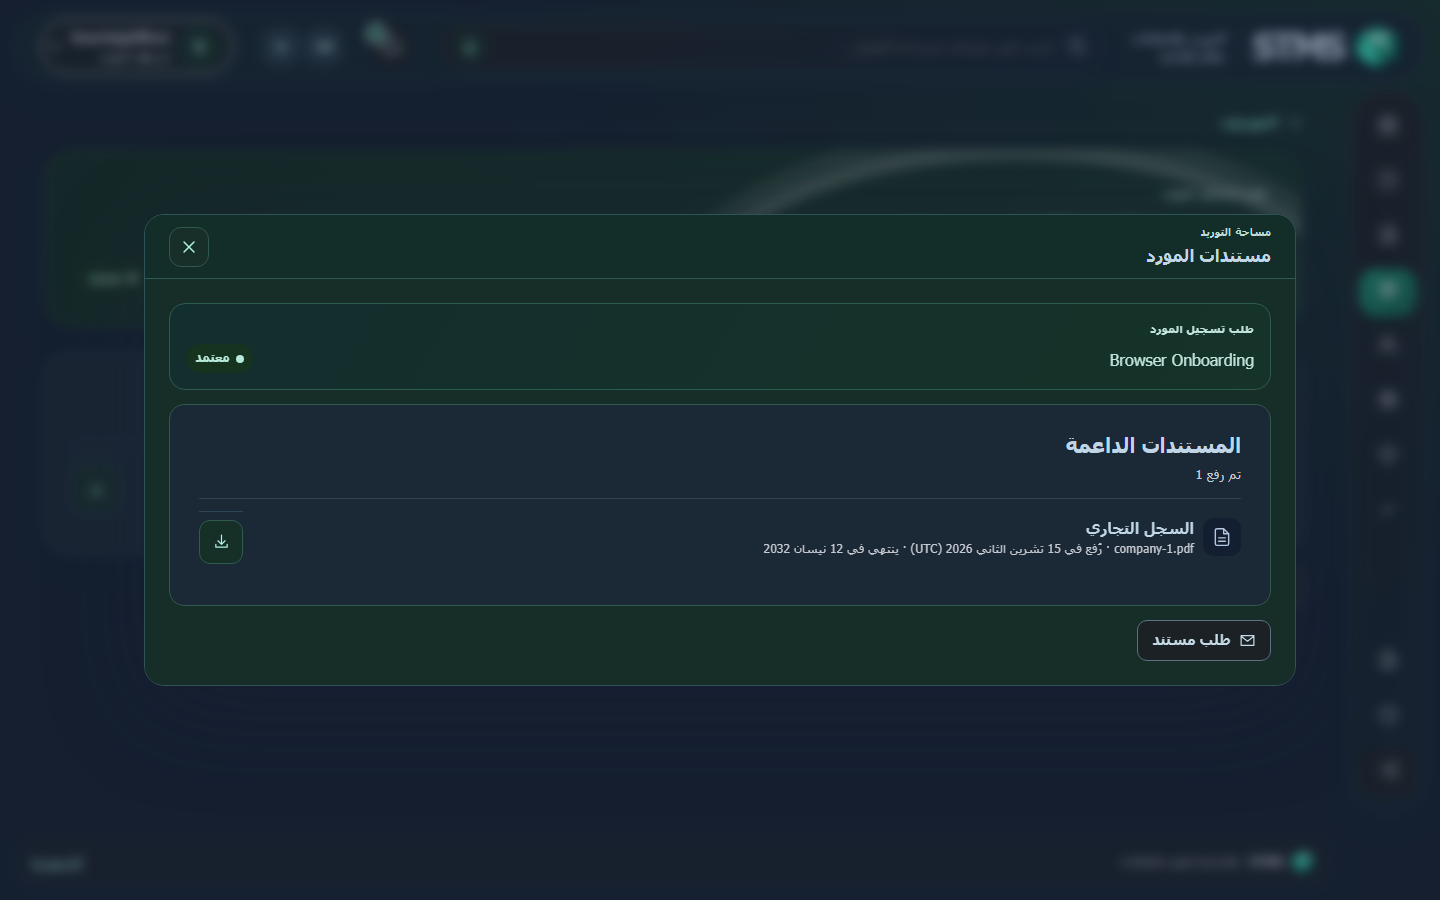 STMS
مساحة التوريد
مستندات المورد
طلب تسجيل المورد
Browser Onboarding
معتمد
المستندات الداعمة
تم رفع 1
السجل التجاري
company-1.pdf · رُفع في 15 تشرين الثاني 2026 (UTC) · ينتهي في 12 نيسان 2032
طلب مستند